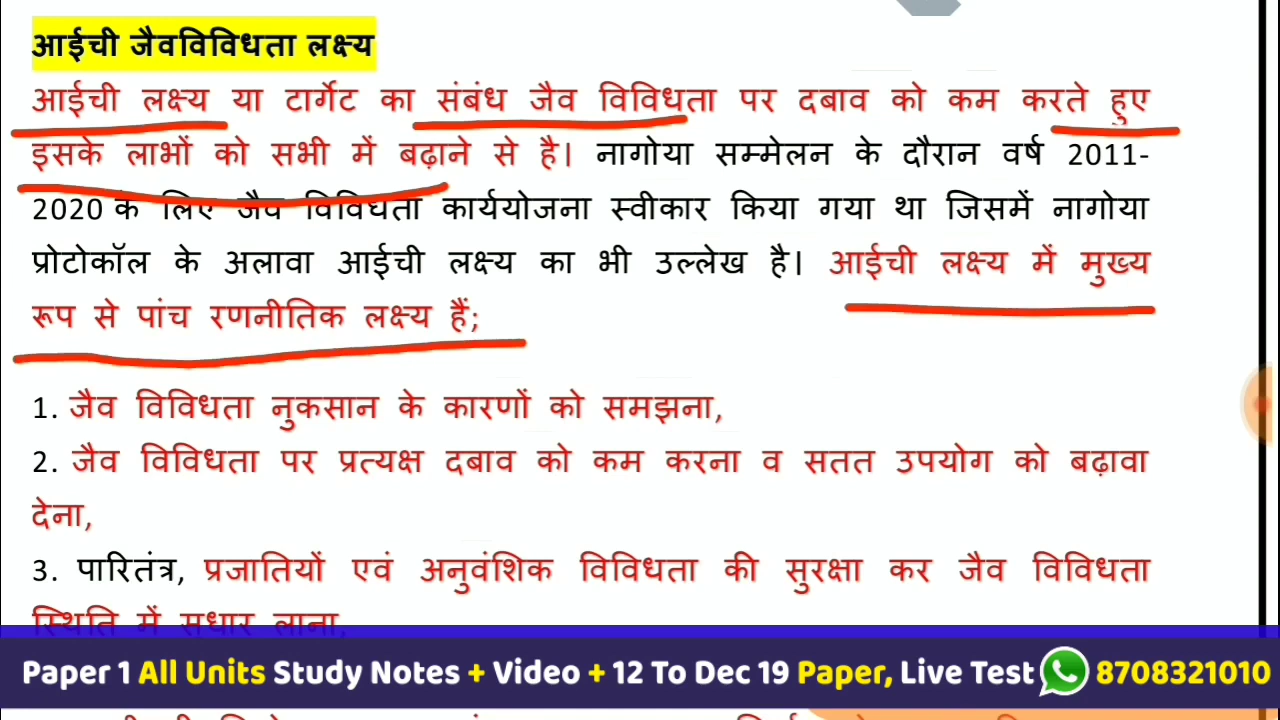 आईची जैवविविधता लक्ष्य
आईची लक्ष्य या टार्गेट का संबंध जैव विविधता पर दबाव को कम करते हुए
इसके लाभों को सभी में बढ़ाने से है। नागोया सम्मेलन के दौरान वर्ष 2011-
2020 के लिए जैव विविधता कार्ययोजना स्वीकार किया गया था जिसमें नागोया
प्रोटोकॉल के अलावा आईची लक्ष्य का भी उल्लेख है। आईची लक्ष्य में मुख्य
रूप से पांच रणनीतिक लक्ष्य हैं;
1. जैव विविधता नुकसान के कारणों को समझना,
2. जैव विविधता पर प्रत्यक्ष दबाव को कम करना व सतत उपयोग को बढ़ावा
देना,
3. पारितंत्र, प्रजातियों एवं अनुवंशिक विविधता की सुरक्षा कर जैव विविधता
स्थिति में सुधार लाना,
Paper 1 All Units Study Notes + Video + 12 To Dec 19 Paper, Live Test 8708321010